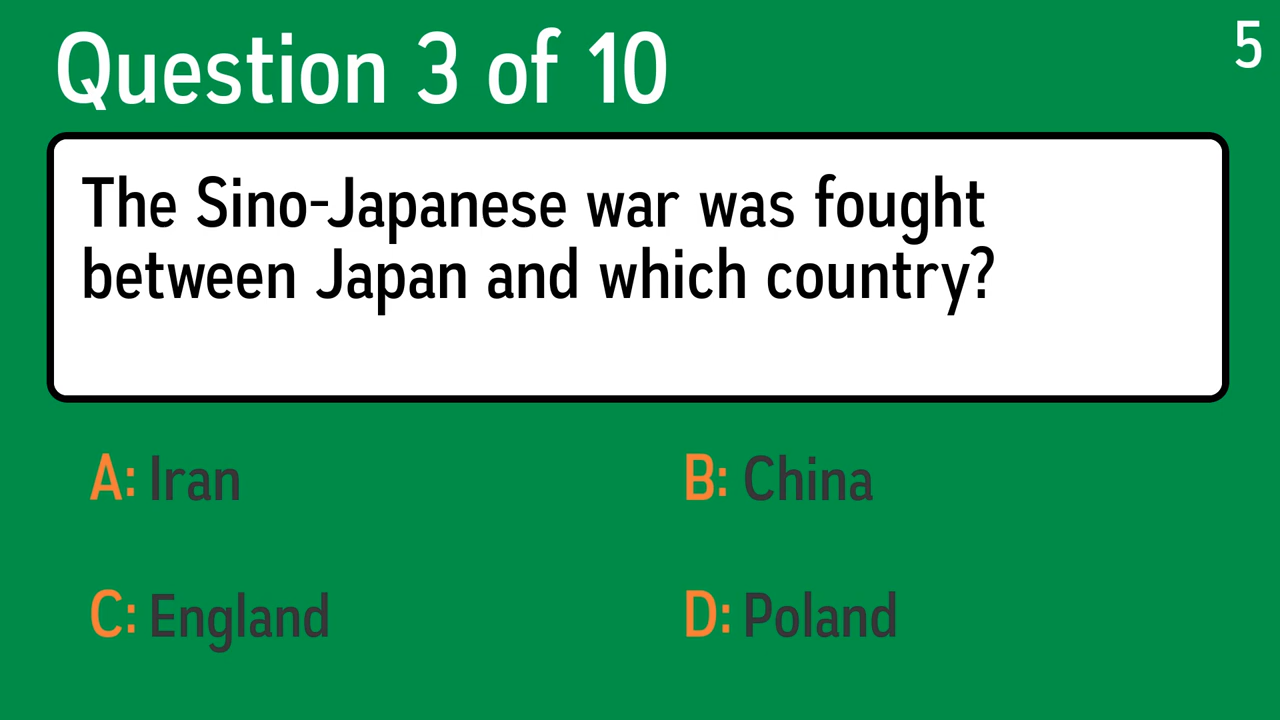 Question 3 of 10
5
The Sino-Japanese war was fought
between Japan and which country?
A: Iran
B: China
C: England
D: Poland